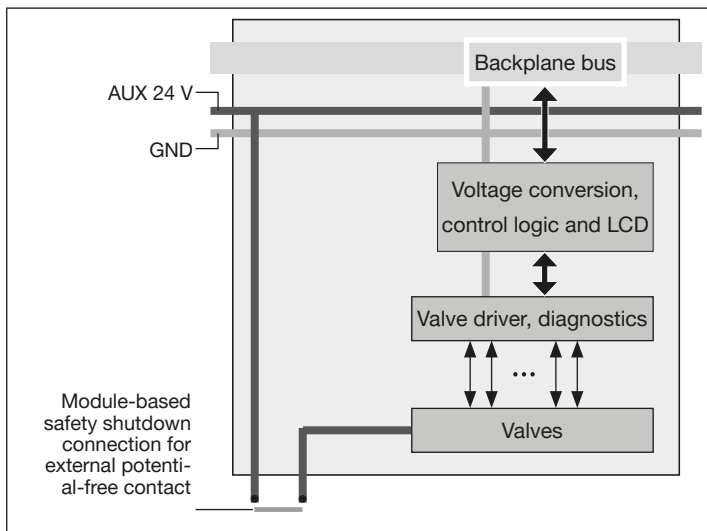 Backplane bus
AUX 24 V
GND
Voltage conversion,
control logic and LCD
Valve driver, diagnostics
...
Module-based
safety shutdown
connection for
external potenti-
al-free contact
Valves